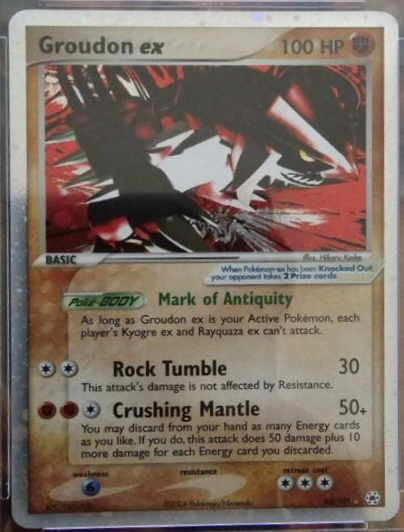 Groudon ex 100 HP
BASIC
Illus. Hikaru Koike
When Pokémon-ex has been Knocked Out
your opponent takes 2 Prize cards.
Poké-BODY Mark of Antiquity
As long as Groudon ex is your Active Pokémon, each
player's Kyogre ex and Rayquaza ex can't attack.
Rock Tumble 30
This attack's damage is not affected by Resistance.
Crushing Mantle 50+
You may discard from your hand as many Energy cards
as you like. If you do, this attack does 50 damage plus 10
more damage for each Energy card you discarded.
weakness resistance retreat cost
©2004 Pokémon/Nintendo